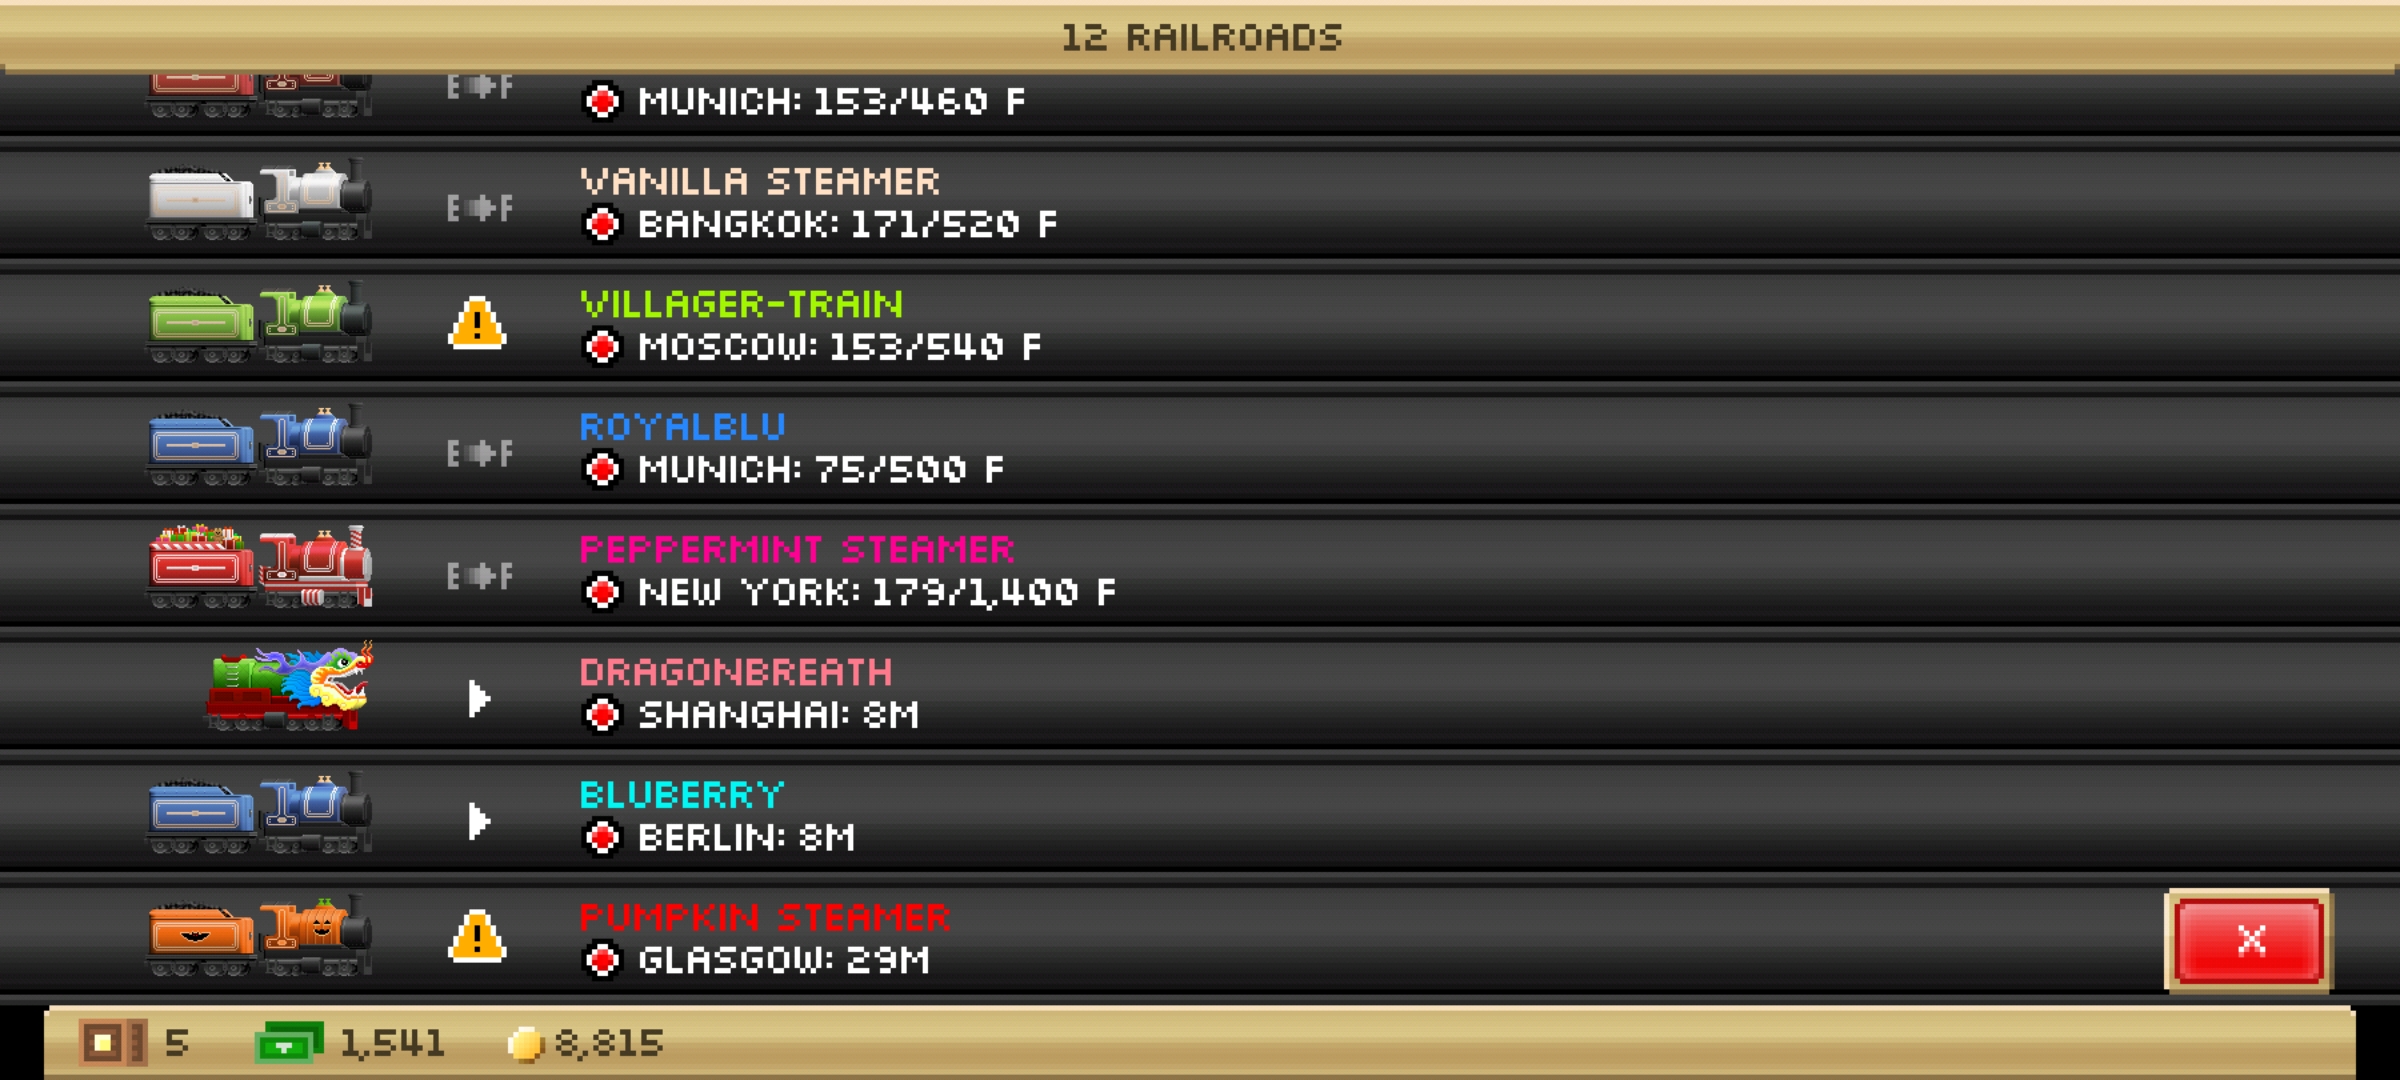 12 RAILROADS
E F
MUNICH: 153/460 F
VANILLA STEAMER
E F
BANGKOK: 171/520 F
VILLAGER-TRAIN
!
MOSCOW: 153/540 F
ROYALBLU
E F
MUNICH: 75/500 F
PEPPERMINT STEAMER
E F
NEW YORK: 179/1,400 F
DRAGONBREATH
SHANGHAI: 8M
BLUBERRY
BERLIN: 8M
PUMPKIN STEAMER
!
GLASGOW: 29M
X
5 1,541 8,815